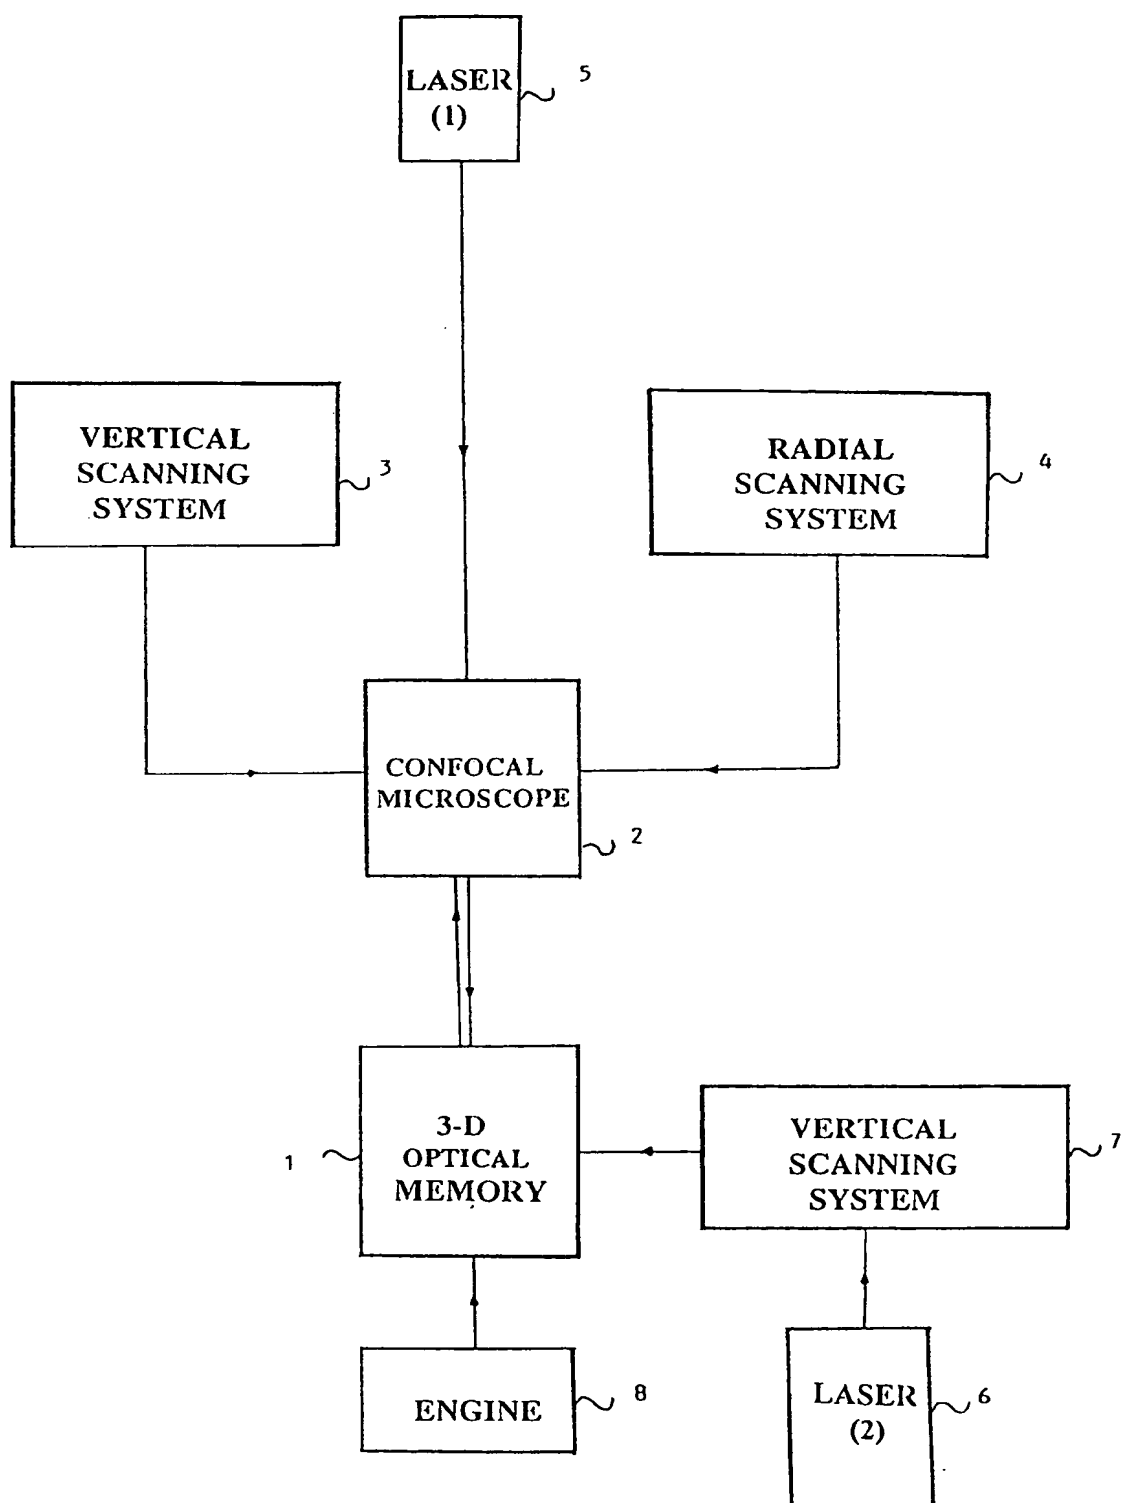 LASER
(1)
5
VERTICAL
SCANNING
SYSTEM
3
RADIAL
SCANNING
SYSTEM
4
CONFOCAL
MICROSCOPE
2
3-D
OPTICAL
MEMORY
1
VERTICAL
SCANNING
SYSTEM
7
ENGINE
8
LASER
(2)
6